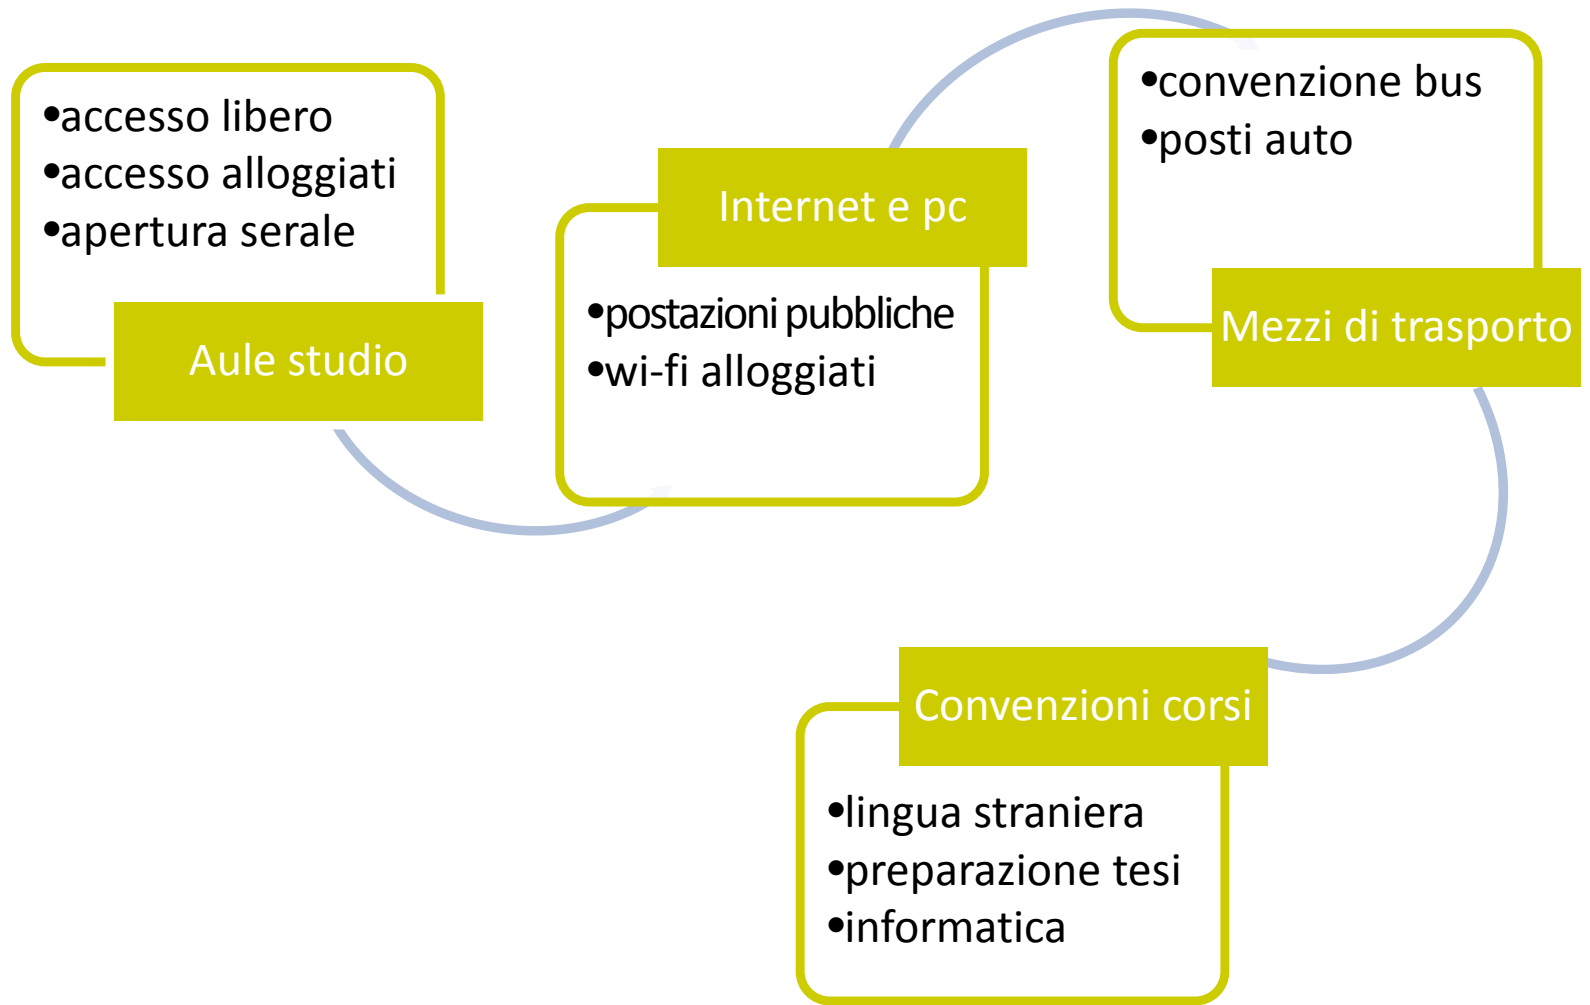 •accesso libero
•accesso alloggiati
•apertura serale
Aule studio
Internet e pc
•postazioni pubbliche
•wi-fi alloggiati
•convenzione bus
•posti auto
Mezzi di trasporto
Convenzioni corsi
•lingua straniera
•preparazione tesi
•informatica